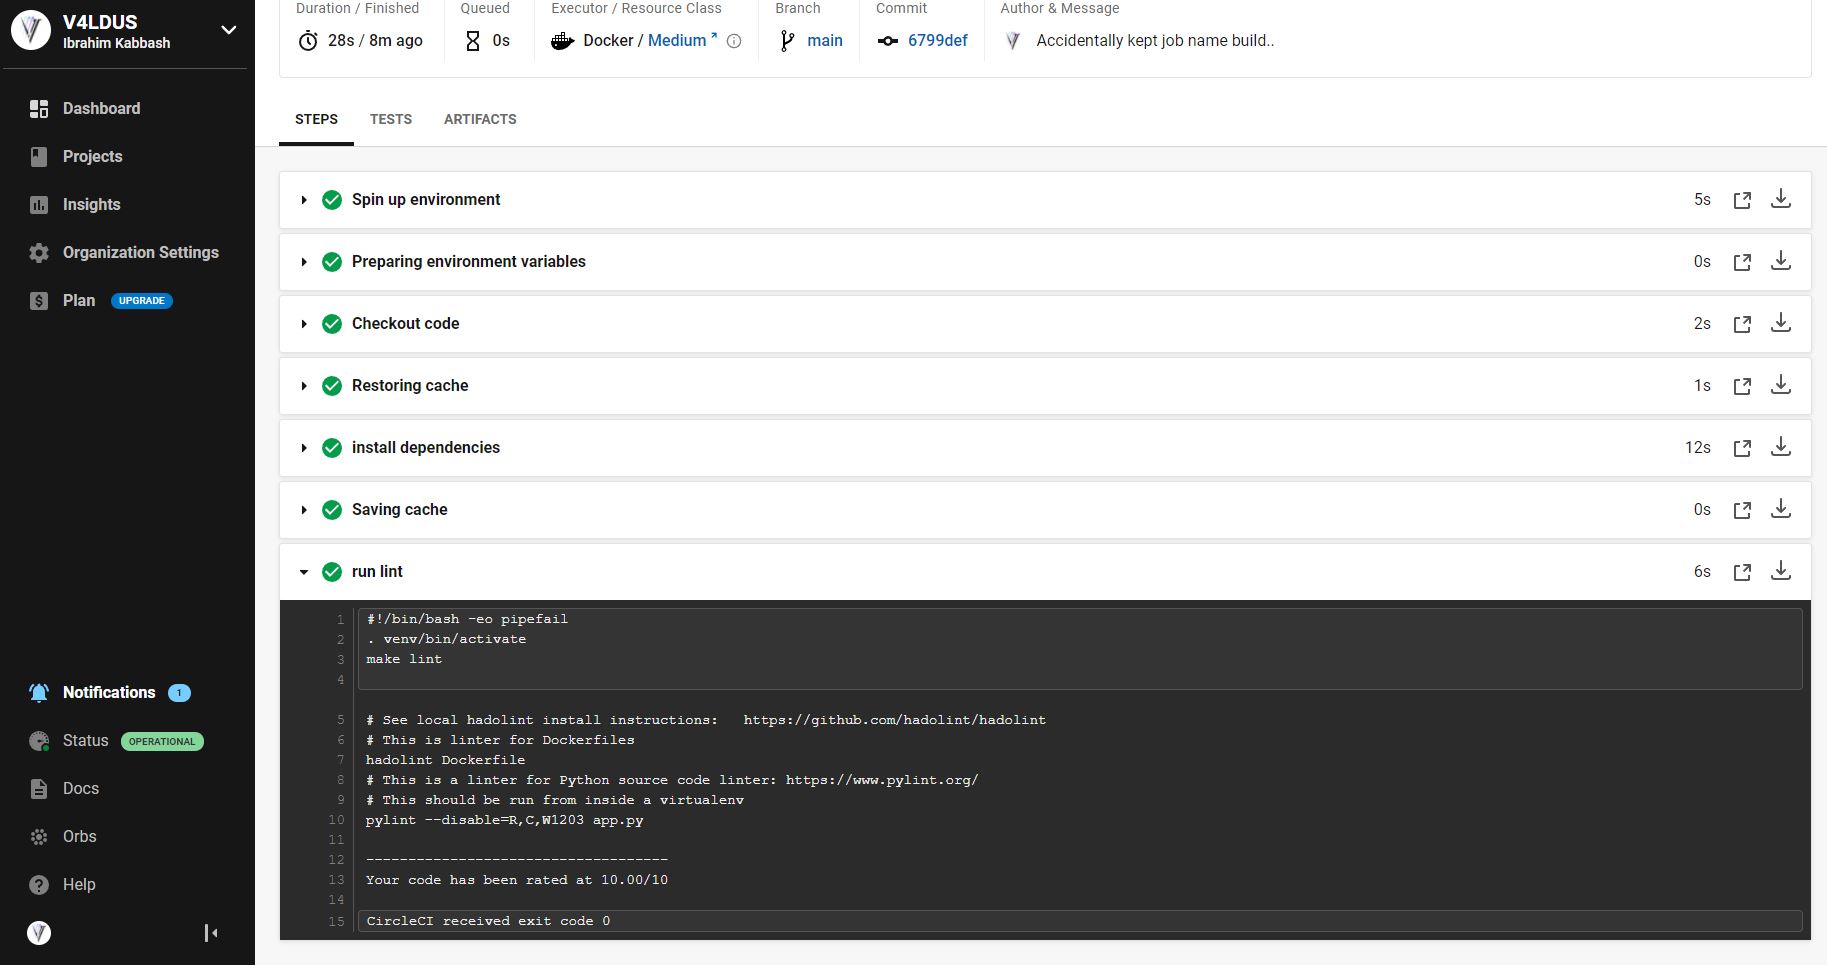 V4LDUS
Ibrahim Kabbash
Dashboard
Projects
Insights
Organization Settings
Plan UPGRADE
Notifications 1
Status OPERATIONAL
Docs
Orbs
Help
Duration / Finished Queued Executor / Resource Class Branch Commit Author & Message
28s / 8m ago 0s Docker / Medium main 6799def Accidentally kept job name build..
STEPS TESTS ARTIFACTS
Spin up environment 5s
Preparing environment variables 0s
Checkout code 2s
Restoring cache 1s
install dependencies 12s
Saving cache 0s
run lint 6s
1 #!/bin/bash -eo pipefail
2 . venv/bin/activate
3 make lint
4
5 # See local hadolint install instructions:   https://github.com/hadolint/hadolint
6 # This is linter for Dockerfiles
7 hadolint Dockerfile
8 # This is a linter for Python source code linter: https://www.pylint.org/
9 # This should be run from inside a virtualenv
10 pylint --disable=R,C,W1203 app.py
11
12 ------------------------------------
13 Your code has been rated at 10.00/10
14
15 CircleCI received exit code 0